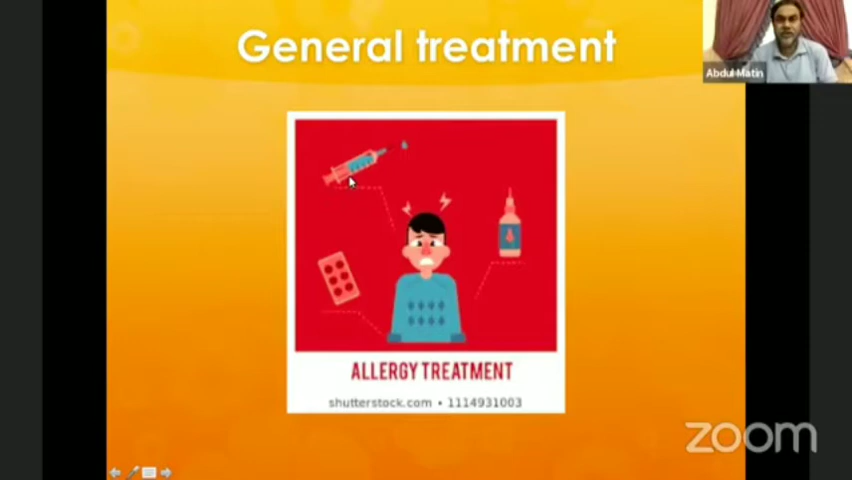 General treatment
Abdul Matin
ALLERGY TREATMENT
shutterstock.com • 1114931003
zoom